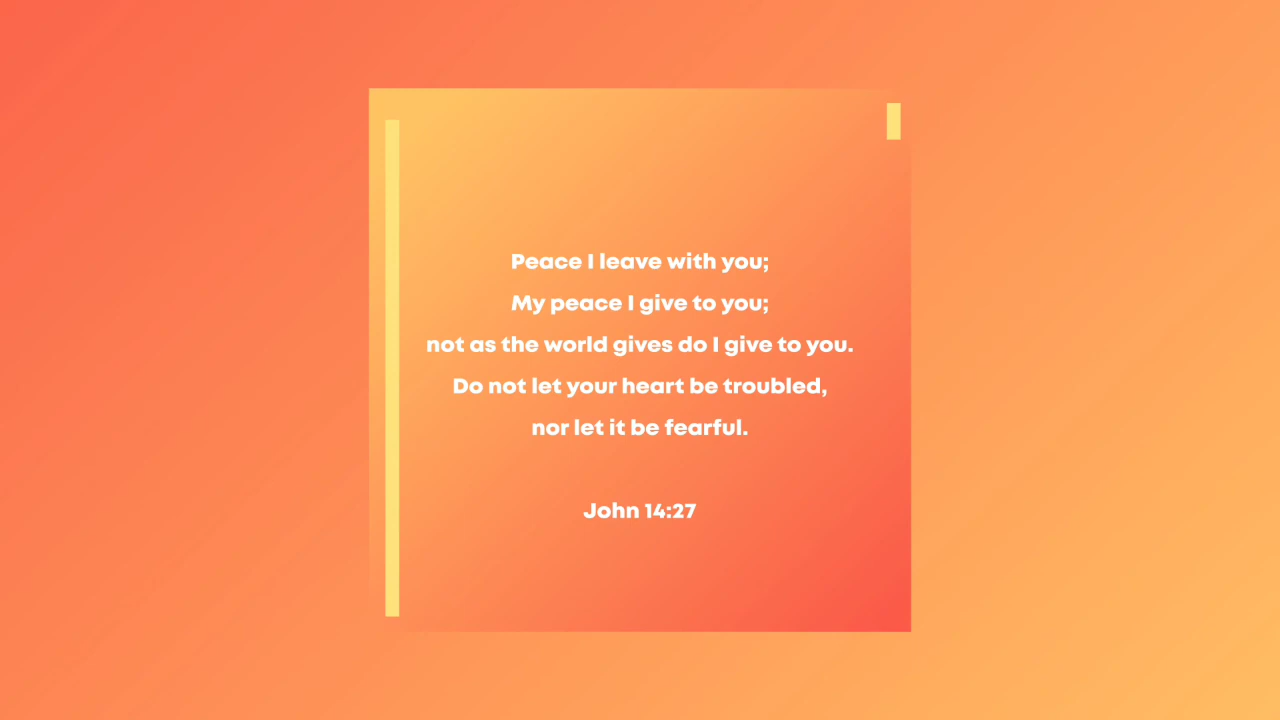 Peace I leave with you;
My peace I give to you;
not as the world gives do I give to you.
Do not let your heart be troubled,
nor let it be fearful.
John 14:27